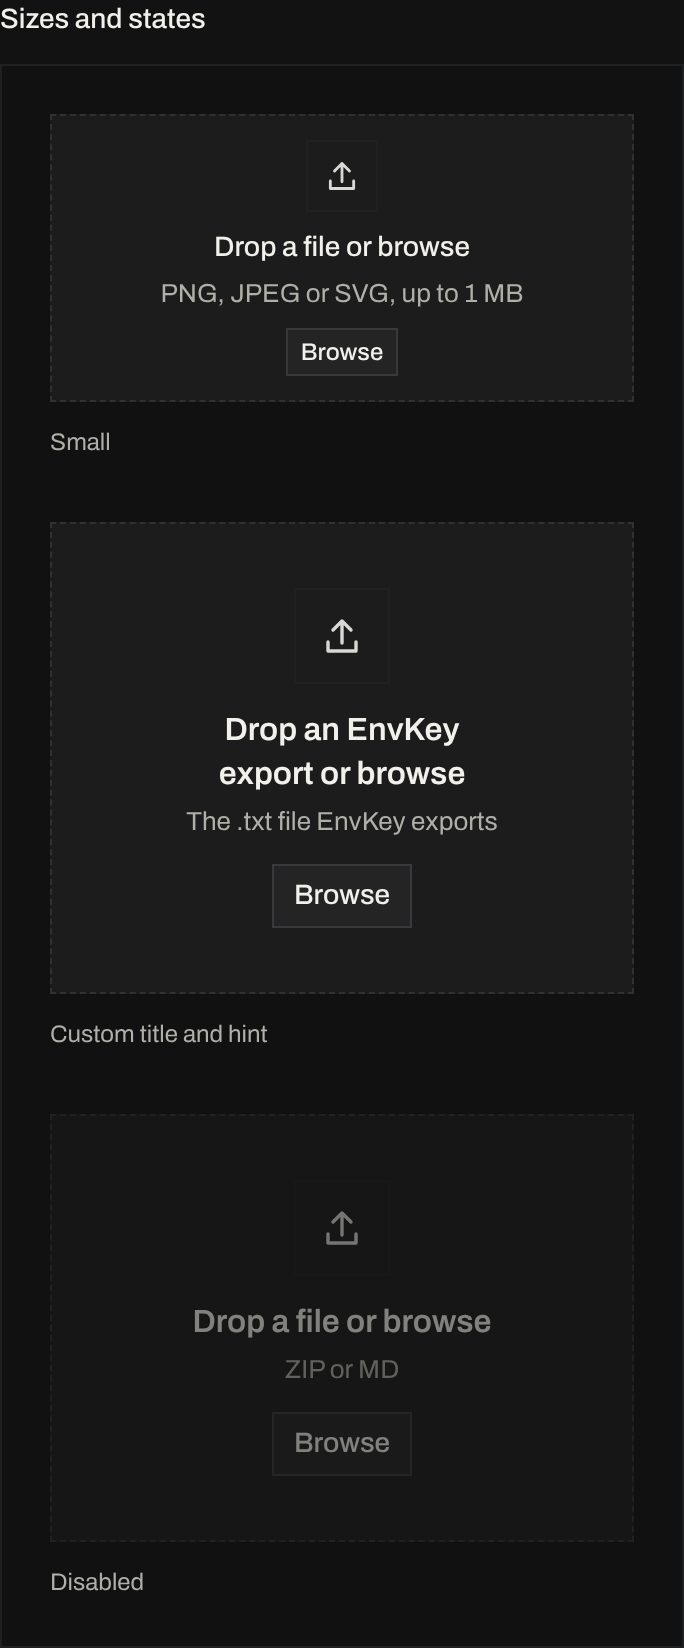 Sizes and states
Drop a file or browse
PNG, JPEG or SVG, up to 1 MB
Browse
Small
Drop an EnvKey
export or browse
The .txt file EnvKey exports
Browse
Custom title and hint
Drop a file or browse
ZIP or MD
Browse
Disabled